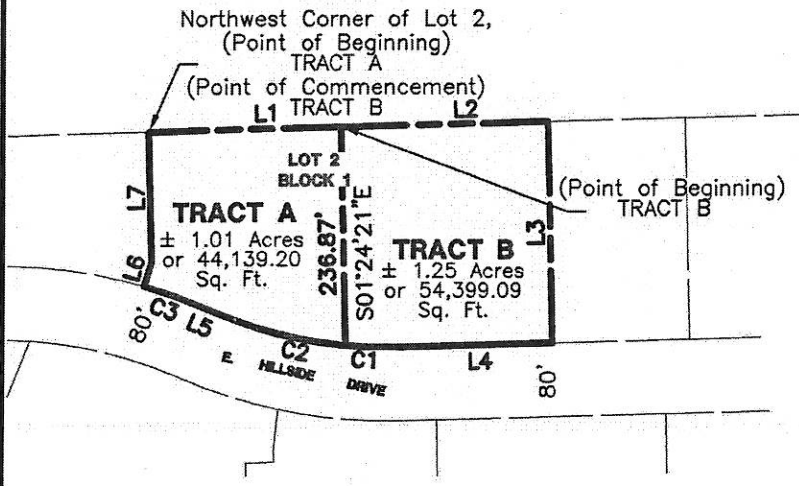 Northwest Corner of Lot 2,
(Point of Beginning)
TRACT A
(Point of Commencement)
TRACT B
L1
L2
LOT 2
BLOCK 1
(Point of Beginning)
TRACT B
L7
TRACT A
± 1.01 Acres
or 44,139.20
Sq. Ft.
236.87'
S01°24'21"E
TRACT B
± 1.25 Acres
or 54,399.09
Sq. Ft.
L3
L6
C3
L5
80'
C2
C1
L4
E. HILLSIDE DRIVE
80'